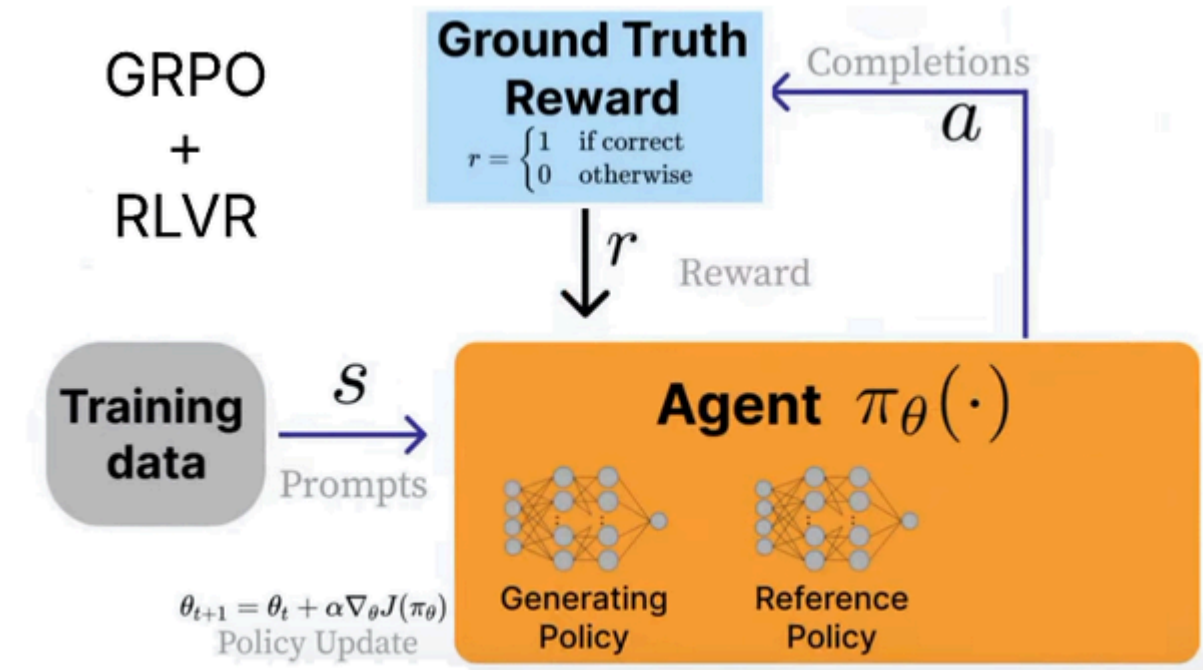 GRPO
+
RLVR
Ground Truth
Reward
r = { 1 if correct
0 otherwise
Completions
a
r
Reward
Training
data
s
Prompts
Agent π_θ(·)
Generating
Policy
Reference
Policy
θ_{t+1} = θ_t + α∇_θJ(π_θ)
Policy Update